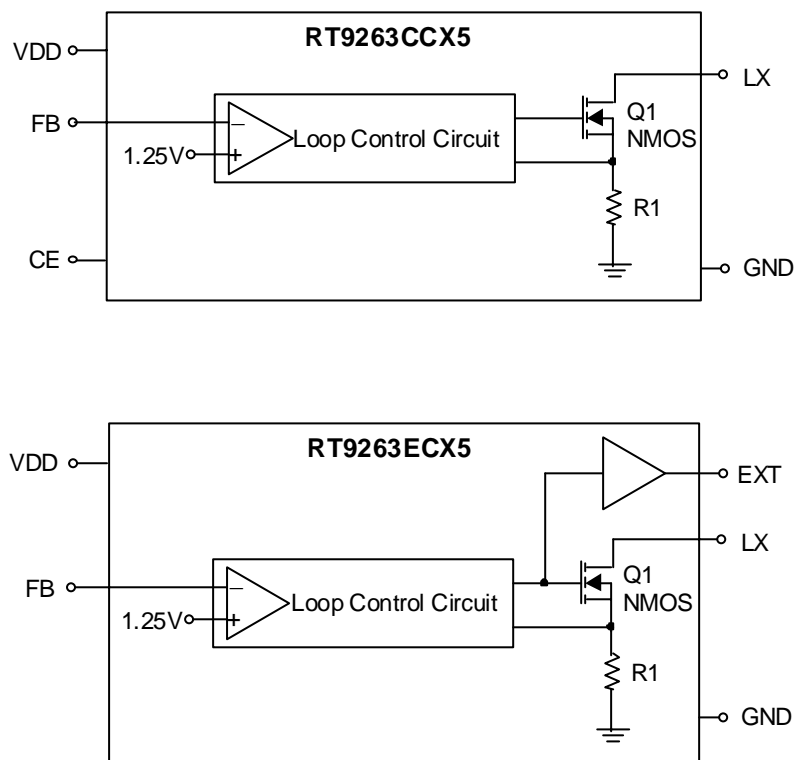 RT9263CCX5
VDD
LX
FB
−
Loop Control Circuit
Q1
NMOS
1.25V
+
R1
CE
GND
RT9263ECX5
VDD
EXT
LX
FB
−
Loop Control Circuit
Q1
NMOS
1.25V
+
R1
GND